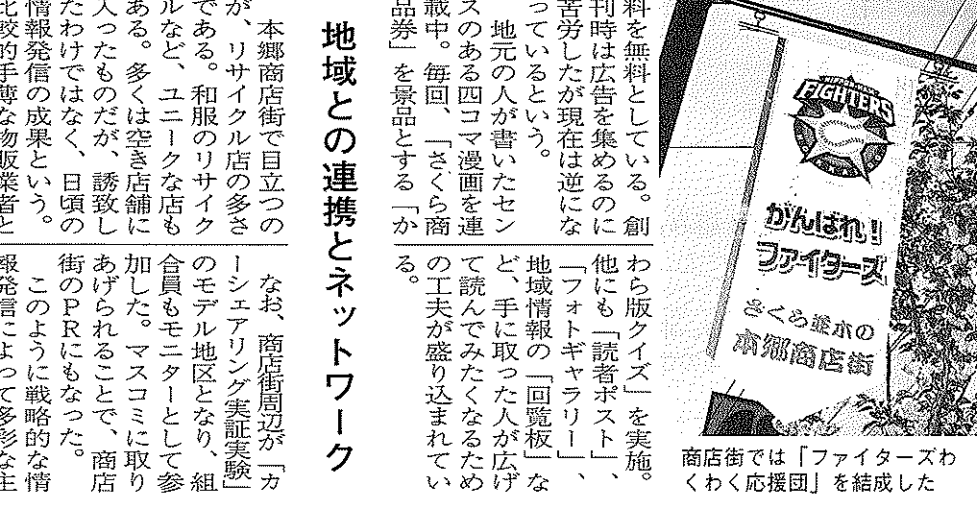 料を無料としている。創
刊時は広告を集めるのに
苦労したが現在は逆にな
っているという。
地元の人が書いたセン
スのある四コマ漫画を連
載中。毎回、「さくら商
品券」を景品とする「か
わら版クイズ」を実施。
他にも「読者ポスト」、
「フォトギャラリー」、
地域情報の「回覧板」な
ど、手に取った人が広げ
て読んでみたくなるため
の工夫が盛り込まれてい
る。
地域との連携とネットワーク
本郷商店街で目立つの
が、リサイクル店の多さ
である。和服のリサイク
ルなど、ユニークな店も
ある。多くは空き店舗に
入ったものだが、誘致し
たわけではなく、日頃の
情報発信の成果という。
比較的手薄な物販業者と
なお、商店街周辺が「カ
ーシェアリング実証実験」
のモデル地区となり、組
合員もモニターとして参
加した。マスコミに取り
あげられることで、商店
街のPRにもなった。
このように戦略的な情
報発信によって多彩な主
FIGHTERS
がんばれ!
ファイターズ
さくら並木の
本郷商店街
商店街では「ファイターズわ
くわく応援団」を結成した